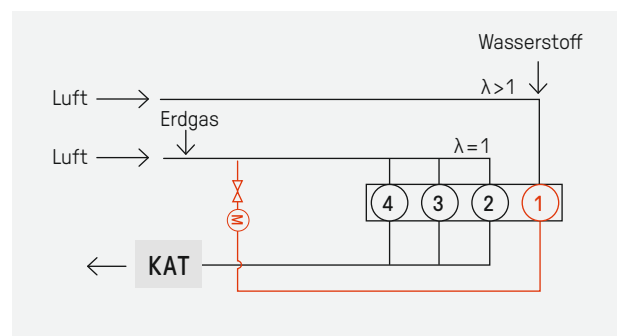 Wasserstoff
λ>1
Luft
Erdgas
Luft
λ=1
4
3
2
1
M
KAT